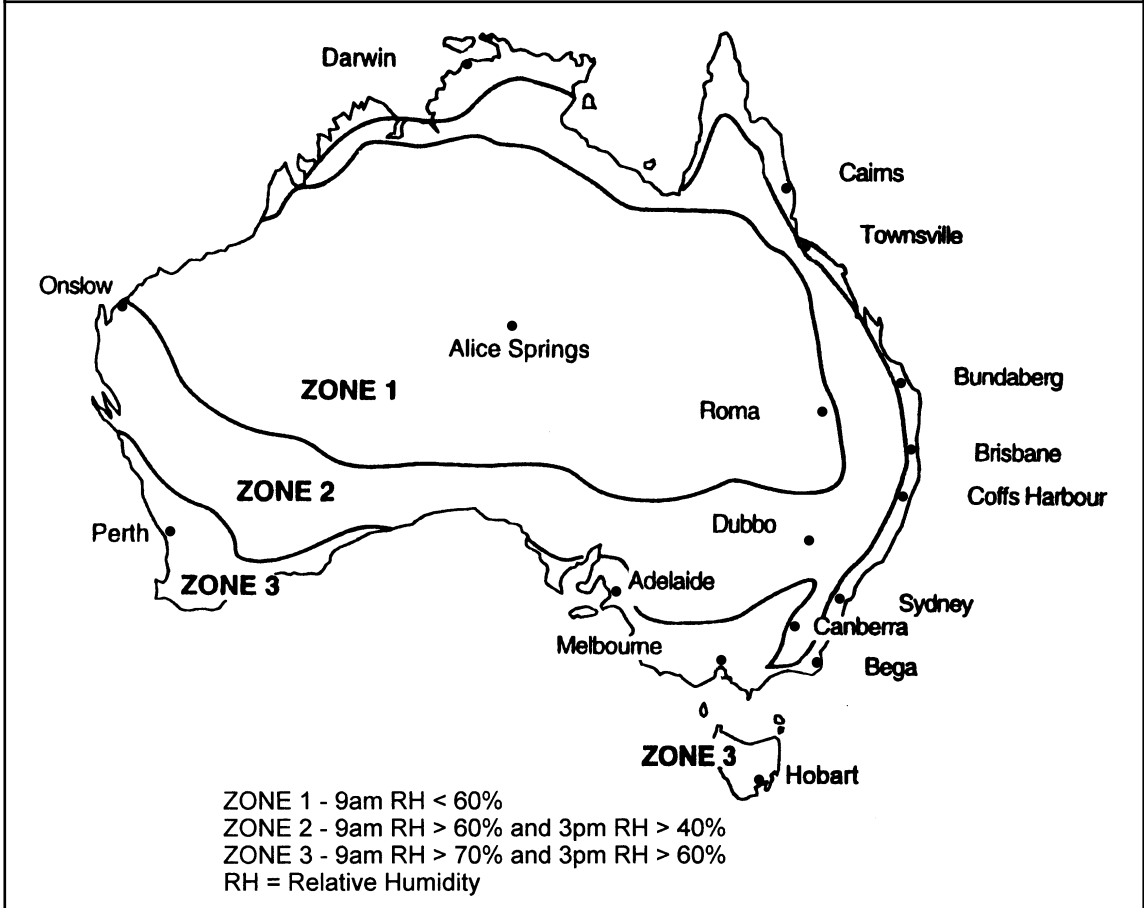 Darwin
Cairns
Townsville
Onslow
Alice Springs
ZONE 1
Bundaberg
Roma
Brisbane
ZONE 2
Coffs Harbour
Dubbo
Perth
ZONE 3
Adelaide
Sydney
Canberra
Melbourne
Bega
ZONE 3
Hobart
ZONE 1 - 9am RH < 60%
ZONE 2 - 9am RH > 60% and 3pm RH > 40%
ZONE 3 - 9am RH > 70% and 3pm RH > 60%
RH = Relative Humidity